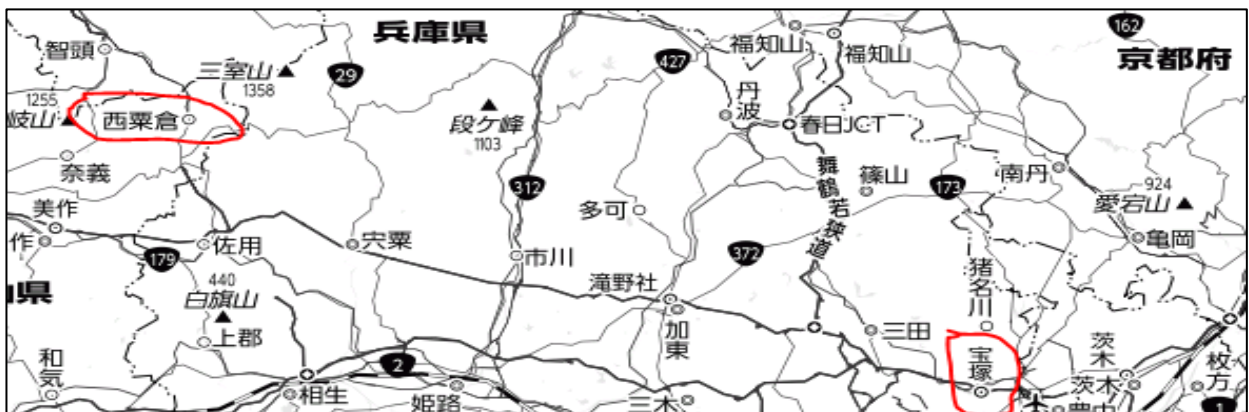 兵庫県
京都府
162
427
福知山
福知山
智頭
三室山
1358
29
1255
西粟倉
段ケ峰
1103
丹波
春日JCT
奈義
312
舞鶴若狭道
篠山
173
南丹
924
愛宕山
多可
美作
作
佐用
宍粟
市川
372
亀岡
179
猪名川
440
白旗山
滝野社
加東
上郡
三田
宝塚
茨木
茨木
枚方
和気
2
相生
姫路
三木
1